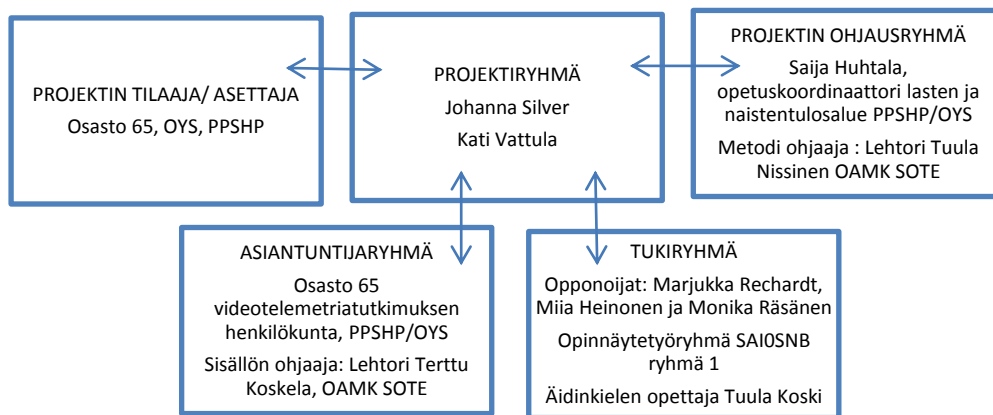 PROJEKTIN TILAAJA/ ASETTAJA
Osasto 65, OYS, PPSHP
PROJEKTIRYHMÄ
Johanna Silver
Kati Vattula
PROJEKTIN OHJAUSRYHMÄ
Saija Huhtala,
opetuskoordinaattori lasten ja
naistentulosalue PPSHP/OYS
Metodi ohjaaja : Lehtori Tuula
Nissinen OAMK SOTE
ASIANTUNTIJARYHMÄ
Osasto 65
videotelemetriatutkimuksen
henkilökunta, PPSHP/OYS
Sisällön ohjaaja: Lehtori Terttu
Koskela, OAMK SOTE
TUKIRYHMÄ
Opponoijat: Marjukka Rechardt,
Miia Heinonen ja Monika Räsänen
Opinnäytetyöryhmä SAI0SNB
ryhmä 1
Äidinkielen opettaja Tuula Koski